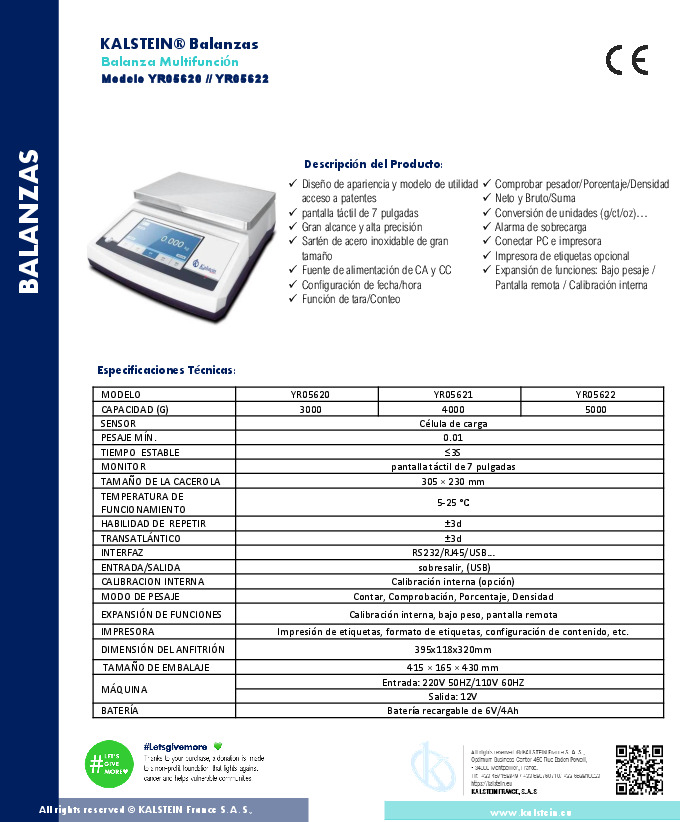 KALSTEIN® Balanzas
Balanza Multifunción
Modelo YR05620 // YR05622
CE
BALANZAS
Descripción del Producto:
✓ Diseño de apariencia y modelo de utilidad
acceso a patentes
✓ pantalla táctil de 7 pulgadas
✓ Gran alcance y alta precisión
✓ Sartén de acero inoxidable de gran
tamaño
✓ Fuente de alimentación de CA y CC
✓ Configuración de fecha/hora
✓ Función de tara/Conteo
✓ Comprobar pesador/Porcentaje/Densidad
✓ Neto y Bruto/Suma
✓ Conversión de unidades (g/ct/oz)…
✓ Alarma de sobrecarga
✓ Conectar PC e impresora
✓ Impresora de etiquetas opcional
✓ Expansión de funciones: Bajo pesaje /
Pantalla remota / Calibración interna
0.000
Kalstein
Especificaciones Técnicas:
MODELO YR05620 YR05621 YR05622
CAPACIDAD (G) 3000 4000 5000
SENSOR Célula de carga
PESAJE MÍN. 0.01
TIEMPO ESTABLE ≤3S
MONITOR pantalla táctil de 7 pulgadas
TAMAÑO DE LA CACEROLA 305 × 230 mm
TEMPERATURA DE
FUNCIONAMIENTO 5-25 °C
HABILIDAD DE REPETIR ±3d
TRANSATLÁNTICO ±3d
INTERFAZ RS232/RJ45/USB...
ENTRADA/SALIDA sobresalir, (USB)
CALIBRACION INTERNA Calibración interna (opción)
MODO DE PESAJE Contar, Comprobación, Porcentaje, Densidad
EXPANSIÓN DE FUNCIONES Calibración interna, bajo peso, pantalla remota
IMPRESORA Impresión de etiquetas, formato de etiquetas, configuración de contenido, etc.
DIMENSIÓN DEL ANFITRIÓN 395x118x320mm
TAMAÑO DE EMBALAJE 415 × 165 × 430 mm
MÁQUINA Entrada: 220V 50HZ/110V 60HZ
Salida: 12V
BATERÍA Batería recargable de 6V/4Ah
# LET'S
GIVE
MORE
#Letsgivemore
Thanks to your purchase, a donation is made
to a non-profit foundation that fights against
cancer and helps vulnerable communities
All rights reserved ® KALSTEIN France S. A. S.,
https://kalstein.eu
KALSTEIN FRANCE, S.A.S
All rights reserved © KALSTEIN France S.A.S.,
www.kalstein.eu